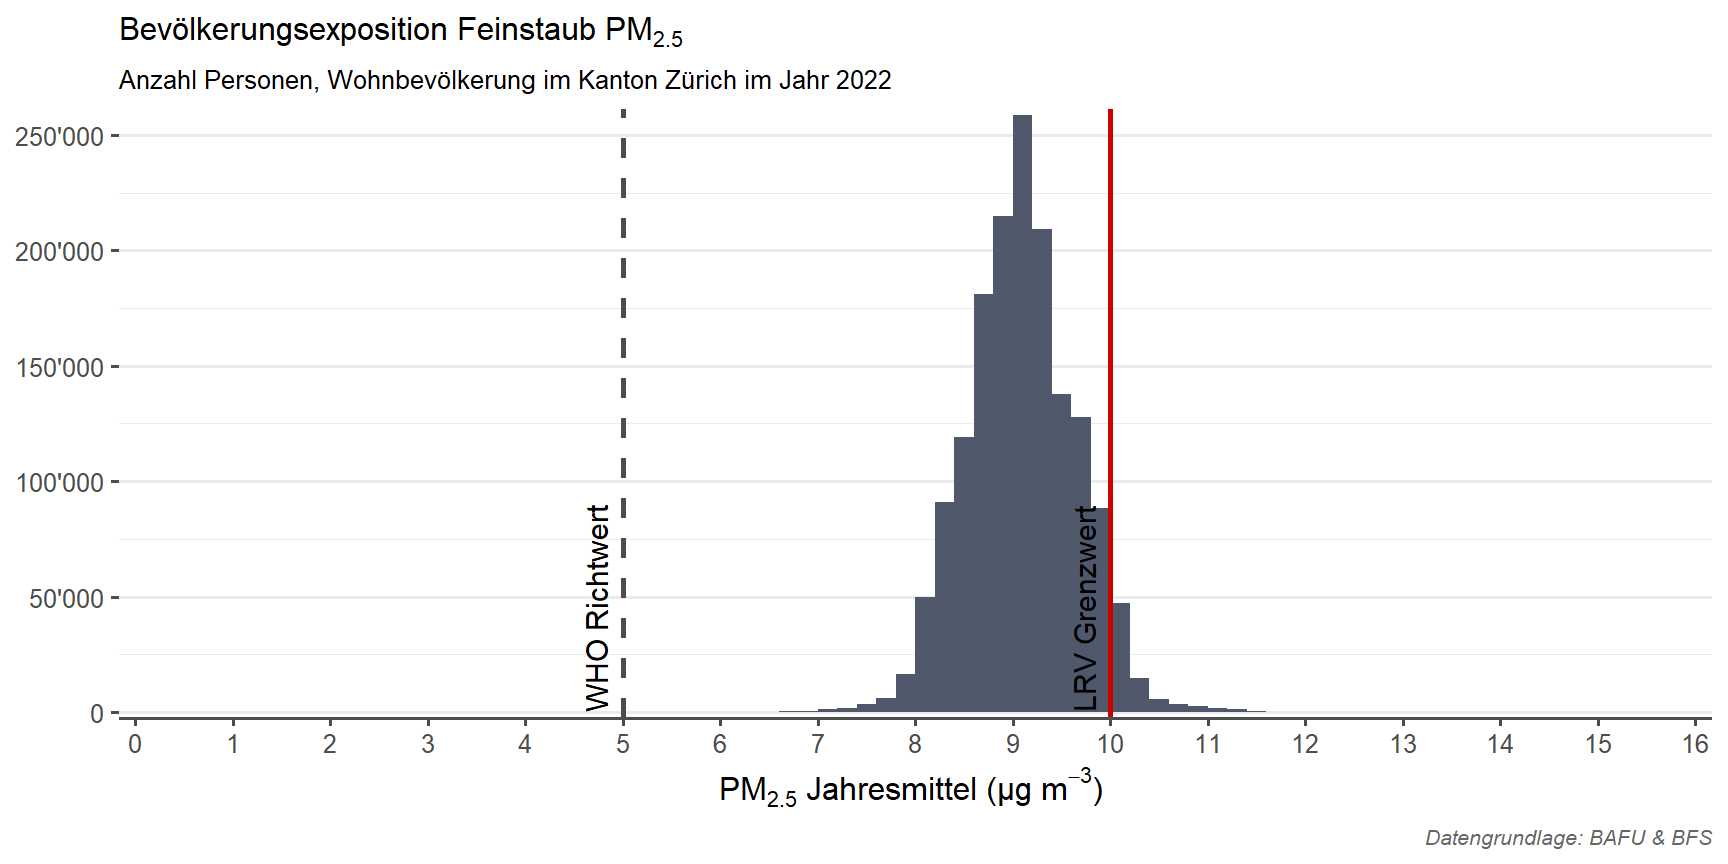 Bevölkerungsexposition Feinstaub PM2.5
Anzahl Personen, Wohnbevölkerung im Kanton Zürich im Jahr 2022
250'000
200'000
150'000
100'000
50'000
0
WHO Richtwert
LRV Grenzwert
0 1 2 3 4 5 6 7 8 9 10 11 12 13 14 15 16
PM2.5 Jahresmittel (µg m−3)
Datengrundlage: BAFU & BFS